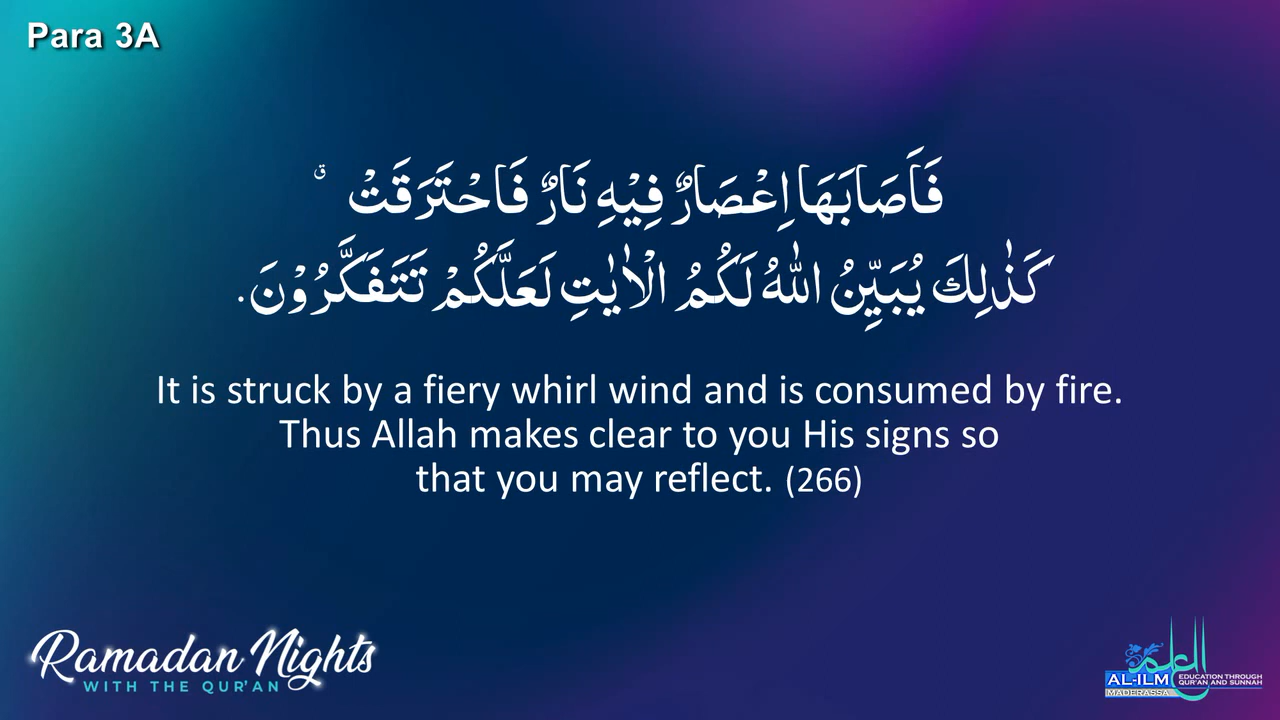 Para 3A
فَاَصَابَهَا اِعْصَارٌ فِيْهِ نَارٌ فَاحْتَرَقَتْ ۗ
كَذٰلِكَ يُبَيِّنُ اللّٰهُ لَكُمُ الْاٰيٰتِ لَعَلَّكُمْ تَتَفَكَّرُوْنَ.
It is struck by a fiery whirl wind and is consumed by fire.
Thus Allah makes clear to you His signs so
that you may reflect. (266)
Ramadan Nights
WITH THE QUR'AN
العلم
AL-ILM
MADERASSA
EDUCATION THROUGH
QUR'AN AND SUNNAH